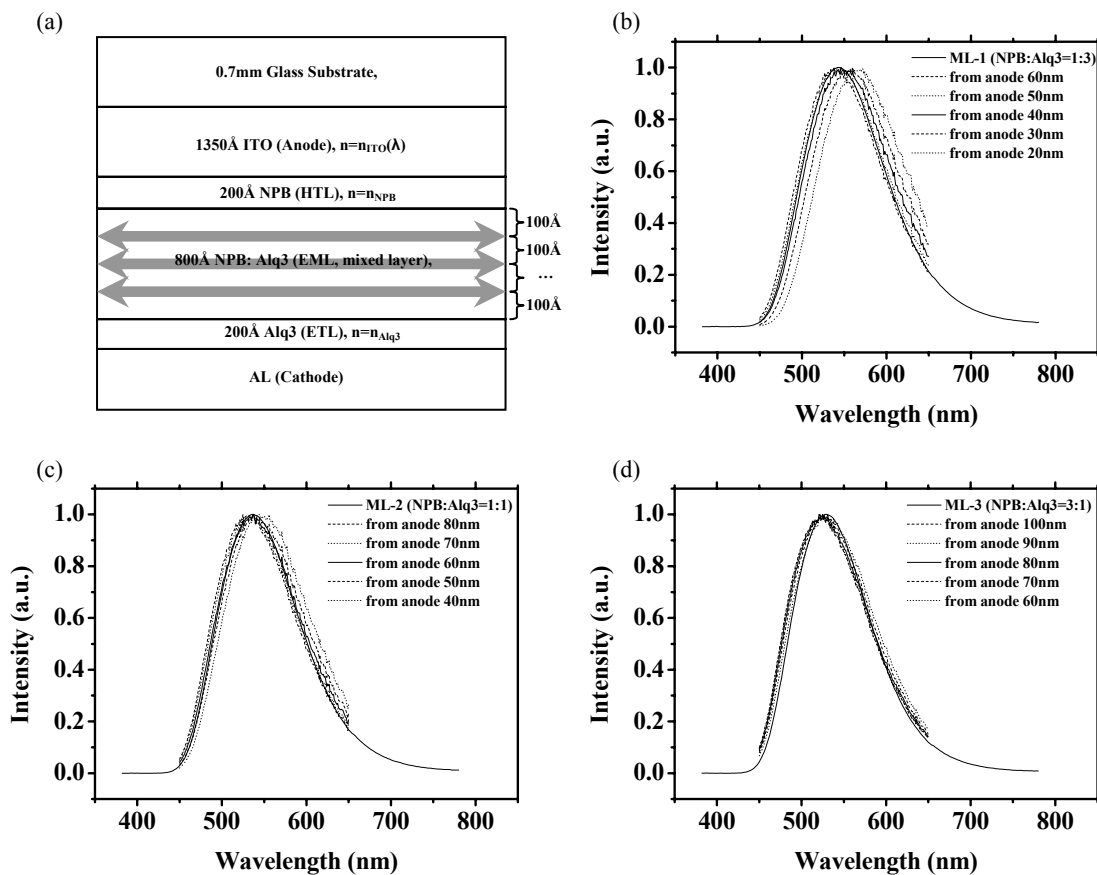 (a)
0.7mm Glass Substrate,
1350Å ITO (Anode), n=nITO(λ)
200Å NPB (HTL), n=nNPB
100Å
100Å
800Å NPB: Alq3 (EML, mixed layer),
...
100Å
200Å Alq3 (ETL), n=nAlq3
AL (Cathode)
(b)
ML-1 (NPB:Alq3=1:3)
from anode 60nm
from anode 50nm
from anode 40nm
from anode 30nm
from anode 20nm
1.0
0.8
0.6
0.4
0.2
0.0
Intensity (a.u.)
400 500 600 700 800
Wavelength (nm)
(c)
ML-2 (NPB:Alq3=1:1)
from anode 80nm
from anode 70nm
from anode 60nm
from anode 50nm
from anode 40nm
1.0
0.8
0.6
0.4
0.2
0.0
Intensity (a.u.)
400 500 600 700 800
Wavelength (nm)
(d)
ML-3 (NPB:Alq3=3:1)
from anode 100nm
from anode 90nm
from anode 80nm
from anode 70nm
from anode 60nm
1.0
0.8
0.6
0.4
0.2
0.0
Intensity (a.u.)
400 500 600 700 800
Wavelength (nm)